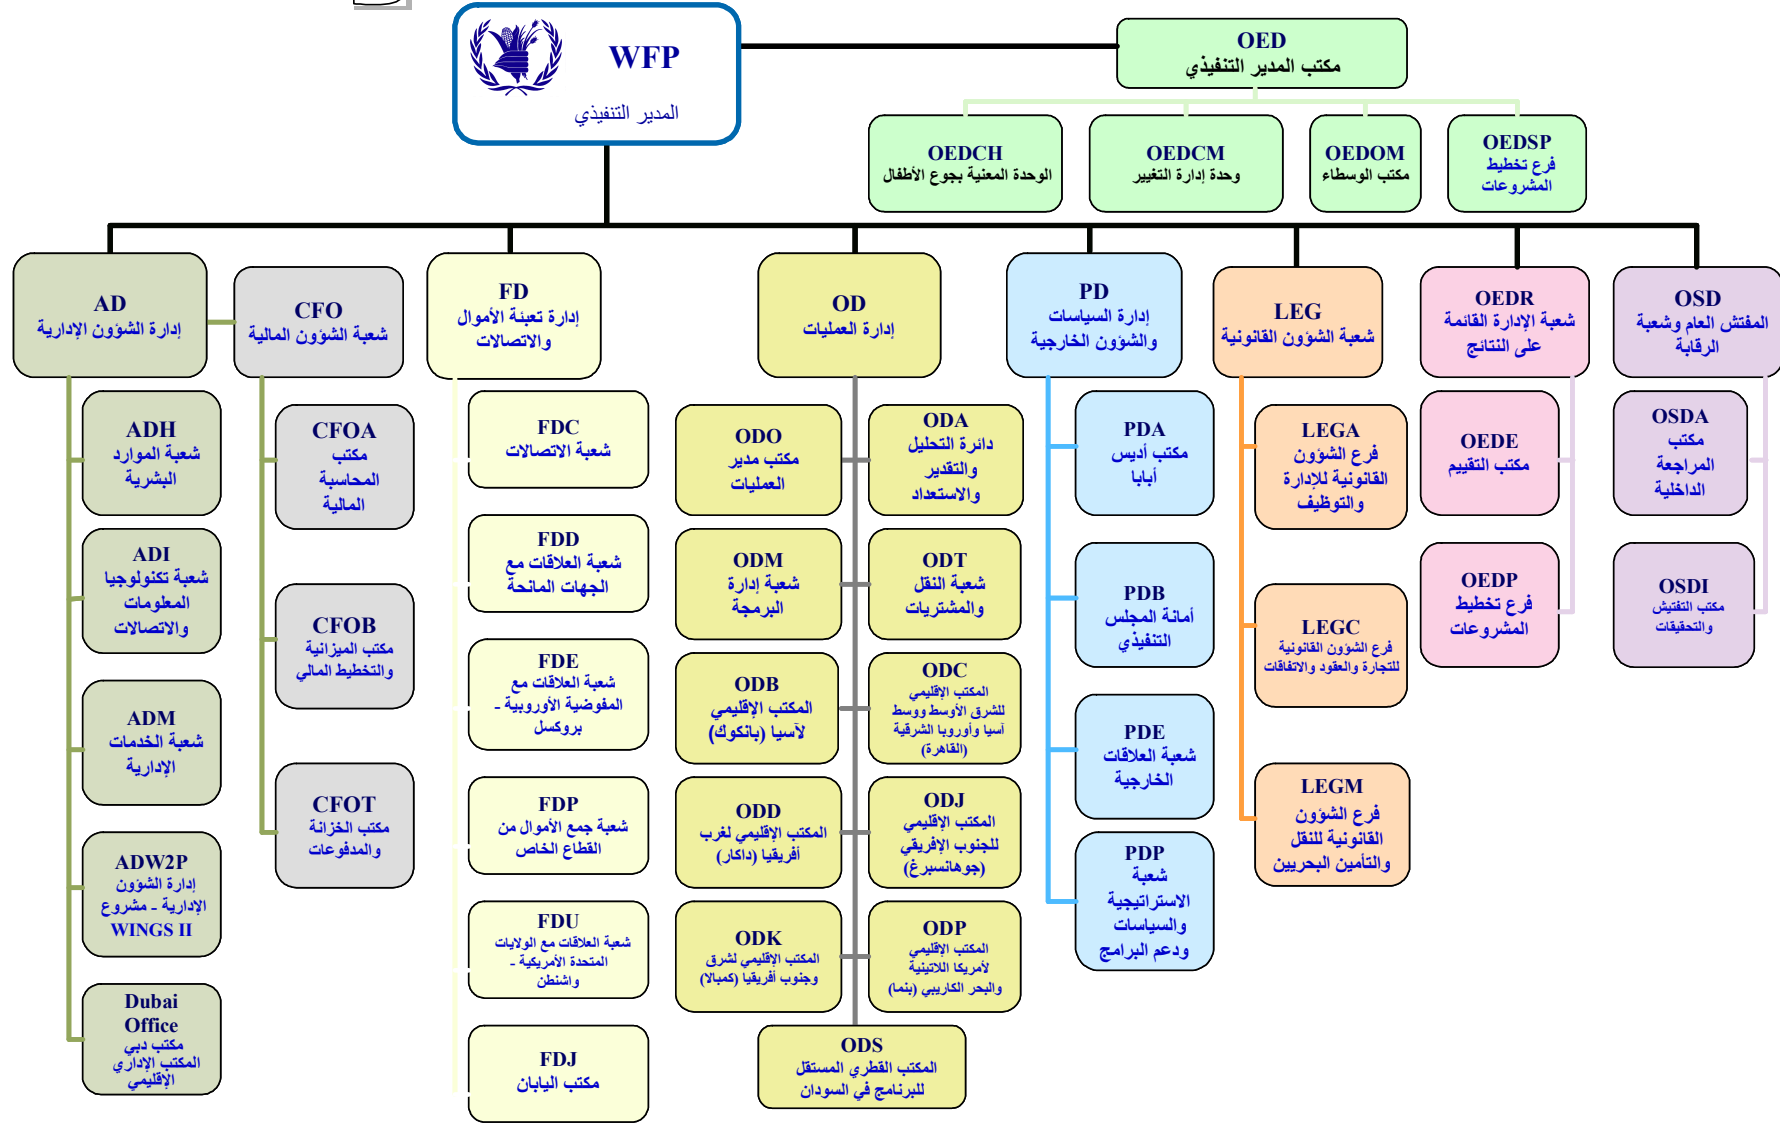 WFP
المدير التنفيذي
OED
مكتب المدير التنفيذي
OEDCH
الوحدة المعنية بجوع الأطفال
OEDCM
وحدة إدارة التغيير
OEDOM
مكتب الوسطاء
OEDSP
فرع تخطيط
المشروعات
AD
إدارة الشؤون الإدارية
CFO
شعبة الشؤون المالية
FD
إدارة تعبئة الأموال
والاتصالات
OD
إدارة العمليات
PD
إدارة السياسات
والشؤون الخارجية
LEG
شعبة الشؤون القانونية
OEDR
شعبة الإدارة القائمة
على النتائج
OSD
المفتش العام وشعبة
الرقابة
ADH
شعبة الموارد
البشرية
ADI
شعبة تكنولوجيا
المعلومات
والاتصالات
ADM
شعبة الخدمات
الإدارية
ADW2P
إدارة الشؤون
الإدارية - مشروع
WINGS II
Dubai
Office
مكتب دبي
المكتب الإداري
الإقليمي
CFOA
مكتب
المحاسبة
المالية
CFOB
مكتب الميزانية
والتخطيط المالي
CFOT
مكتب الخزانة
والمدفوعات
FDC
شعبة الاتصالات
FDD
شعبة العلاقات مع
الجهات المانحة
FDE
شعبة العلاقات مع
المفوضية الأوروبية -
بروكسل
FDP
شعبة جمع الأموال من
القطاع الخاص
FDU
شعبة العلاقات مع الولايات
المتحدة الأمريكية -
واشنطن
FDJ
مكتب اليابان
ODO
مكتب مدير
العمليات
ODA
دائرة التحليل
والتقدير
والاستعداد
ODM
شعبة إدارة
البرمجة
ODT
شعبة النقل
والمشتريات
ODB
المكتب الإقليمي
لآسيا (بانكوك)
ODC
المكتب الإقليمي
للشرق الأوسط ووسط
آسيا وأوروبا الشرقية
(القاهرة)
ODD
المكتب الإقليمي لغرب
أفريقيا (داكار)
ODJ
المكتب الإقليمي
للجنوب الإفريقي
(جوهانسبرغ)
ODK
المكتب الإقليمي لشرق
وجنوب أفريقيا (كمبالا)
ODP
المكتب الإقليمي
لأمريكا اللاتينية
والبحر الكاريبي (بنما)
ODS
المكتب القطري المستقل
للبرنامج في السودان
PDA
مكتب أديس
أبابا
PDB
أمانة المجلس
التنفيذي
PDE
شعبة العلاقات
الخارجية
PDP
شعبة
الاستراتيجية
والسياسات
ودعم البرامج
LEGA
فرع الشؤون
القانونية للإدارة
والتوظيف
LEGC
فرع الشؤون القانونية
للتجارة والعقود والاتفاقات
LEGM
فرع الشؤون
القانونية للنقل
والتأمين البحريين
OEDE
مكتب التقييم
OEDP
فرع تخطيط
المشروعات
OSDA
مكتب
المراجعة
الداخلية
OSDI
مكتب التفتيش
والتحقيقات